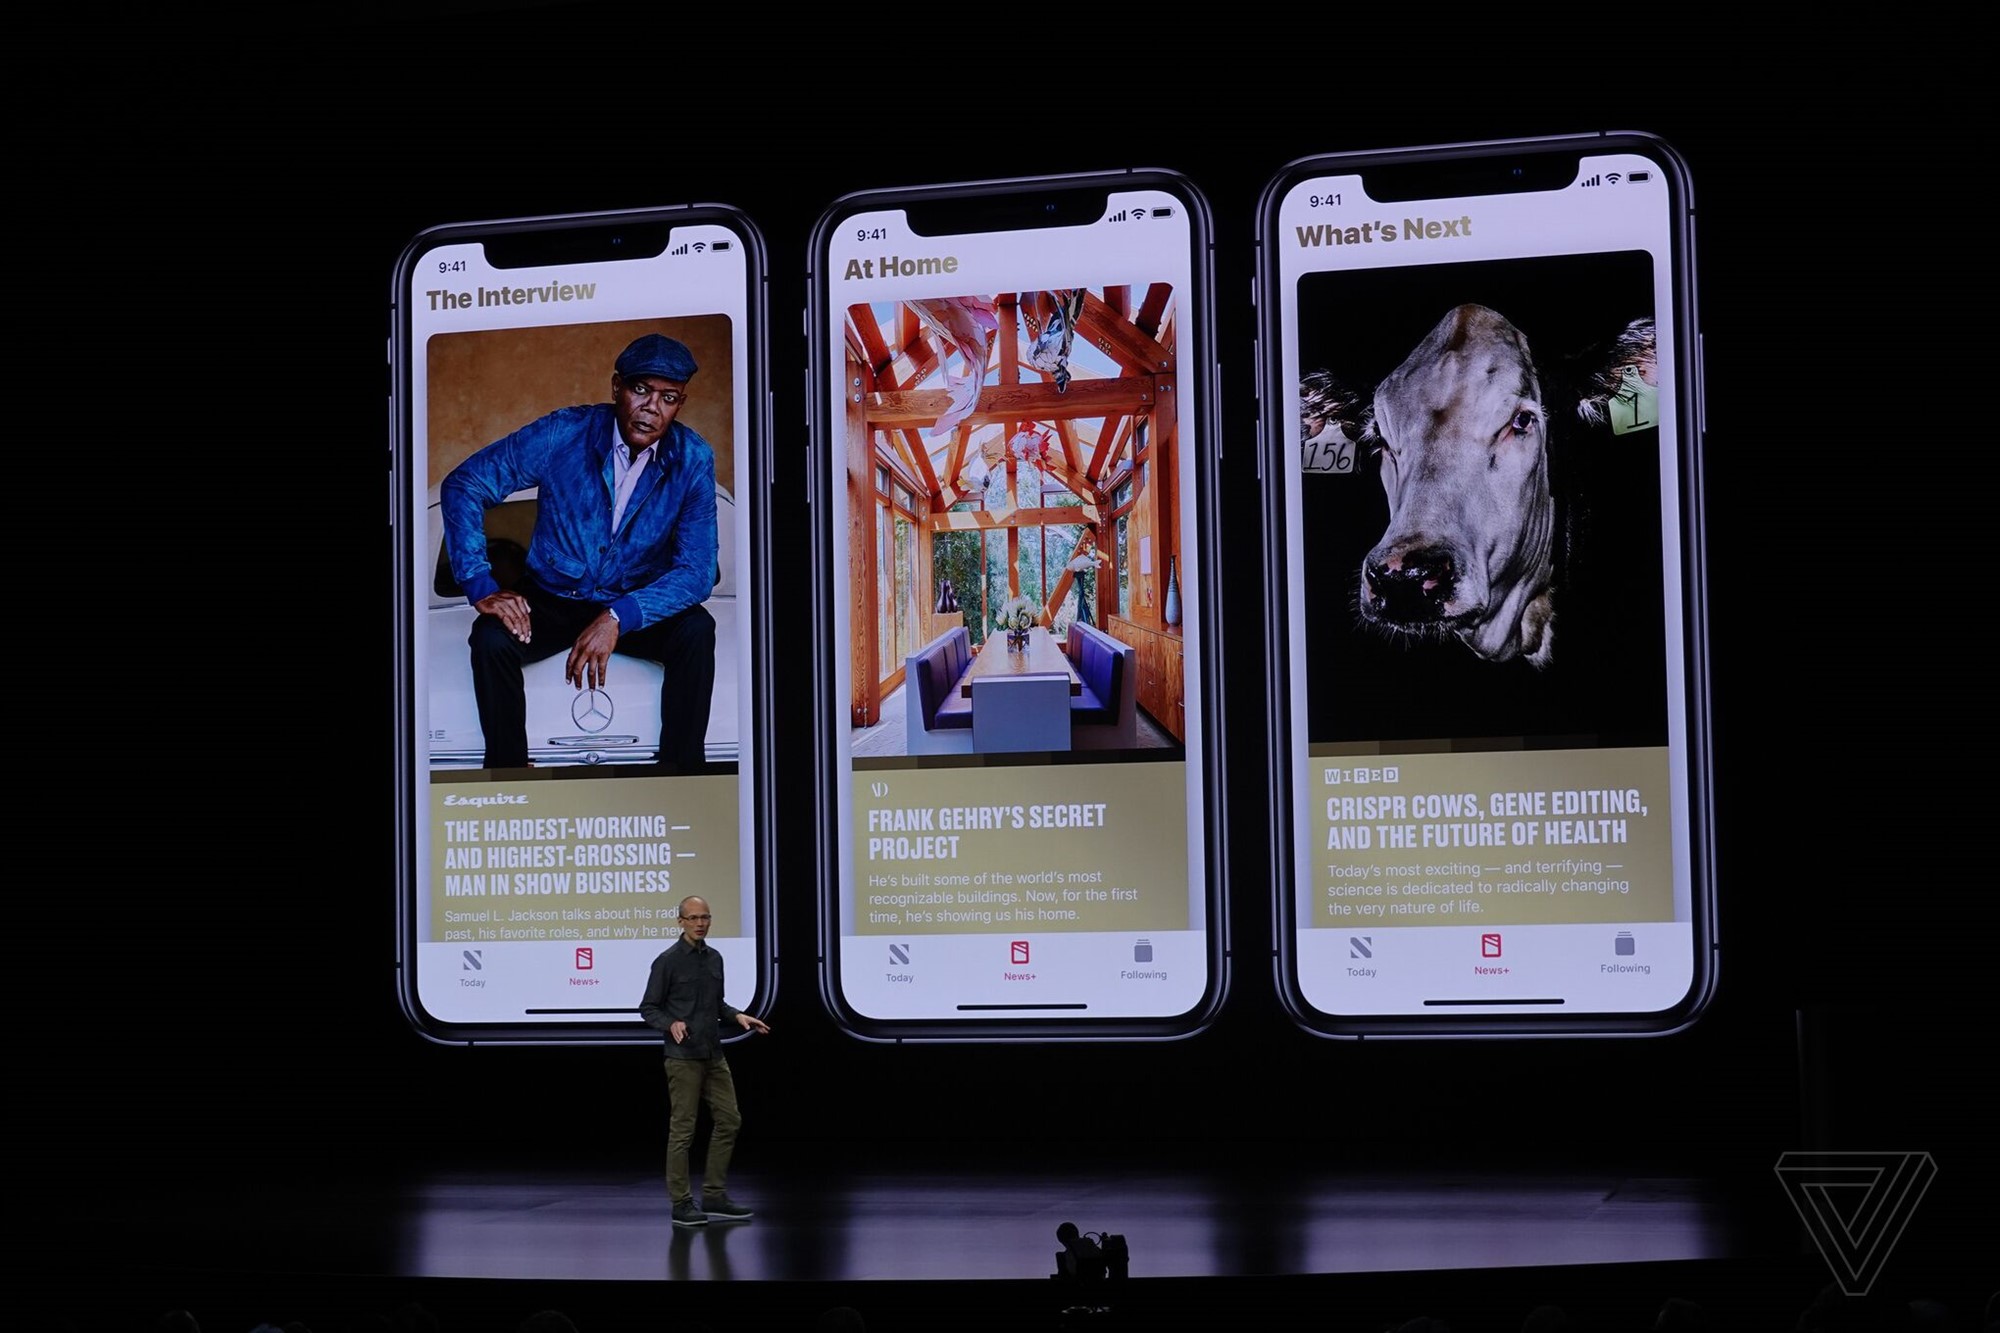 9:41
The Interview
SE
Esquire
THE HARDEST-WORKING —
AND HIGHEST-GROSSING —
MAN IN SHOW BUSINESS
Samuel L. Jackson talks about his
past, his favorite roles, and why he
Today
News+
9:41
At Home
AD
FRANK GEHRY'S SECRET
PROJECT
He's built some of the world's most
recognizable buildings. Now, for the first
time, he's showing us his home.
Today
News+
Following
9:41
What's Next
156
1
WIRED
CRISPR COWS, GENE EDITING,
AND THE FUTURE OF HEALTH
Today's most exciting — and terrifying —
science is dedicated to radically changing
the very nature of life.
Today
News+
Following